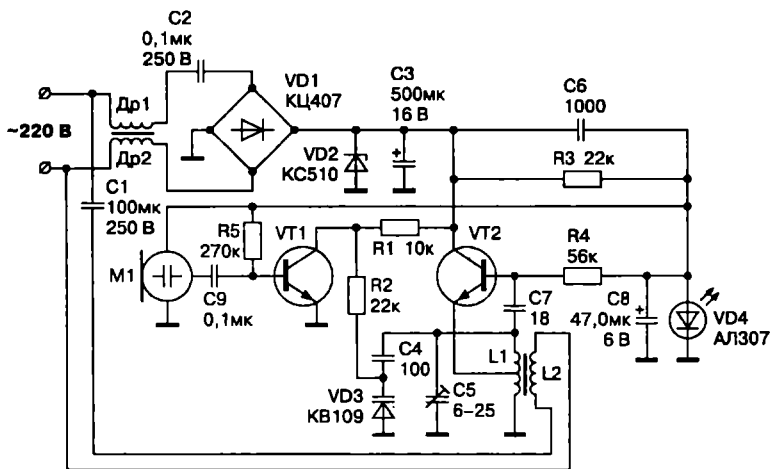 C2
0,1мк
250 В
VD1
КЦ407
C3
500мк
16 В
C6
1000
Др1
~220 В
Др2
VD2
КС510
+
R3 22к
C1
100мк
250 В
R5
270к
VT1
R1 10к
VT2
R4
56к
M1
C9
0,1мк
R2
22к
C7
18
C8
47,0мк
6 В
+
VD4
АЛ307
C4
100
L1
L2
VD3
КВ109
C5
6–25